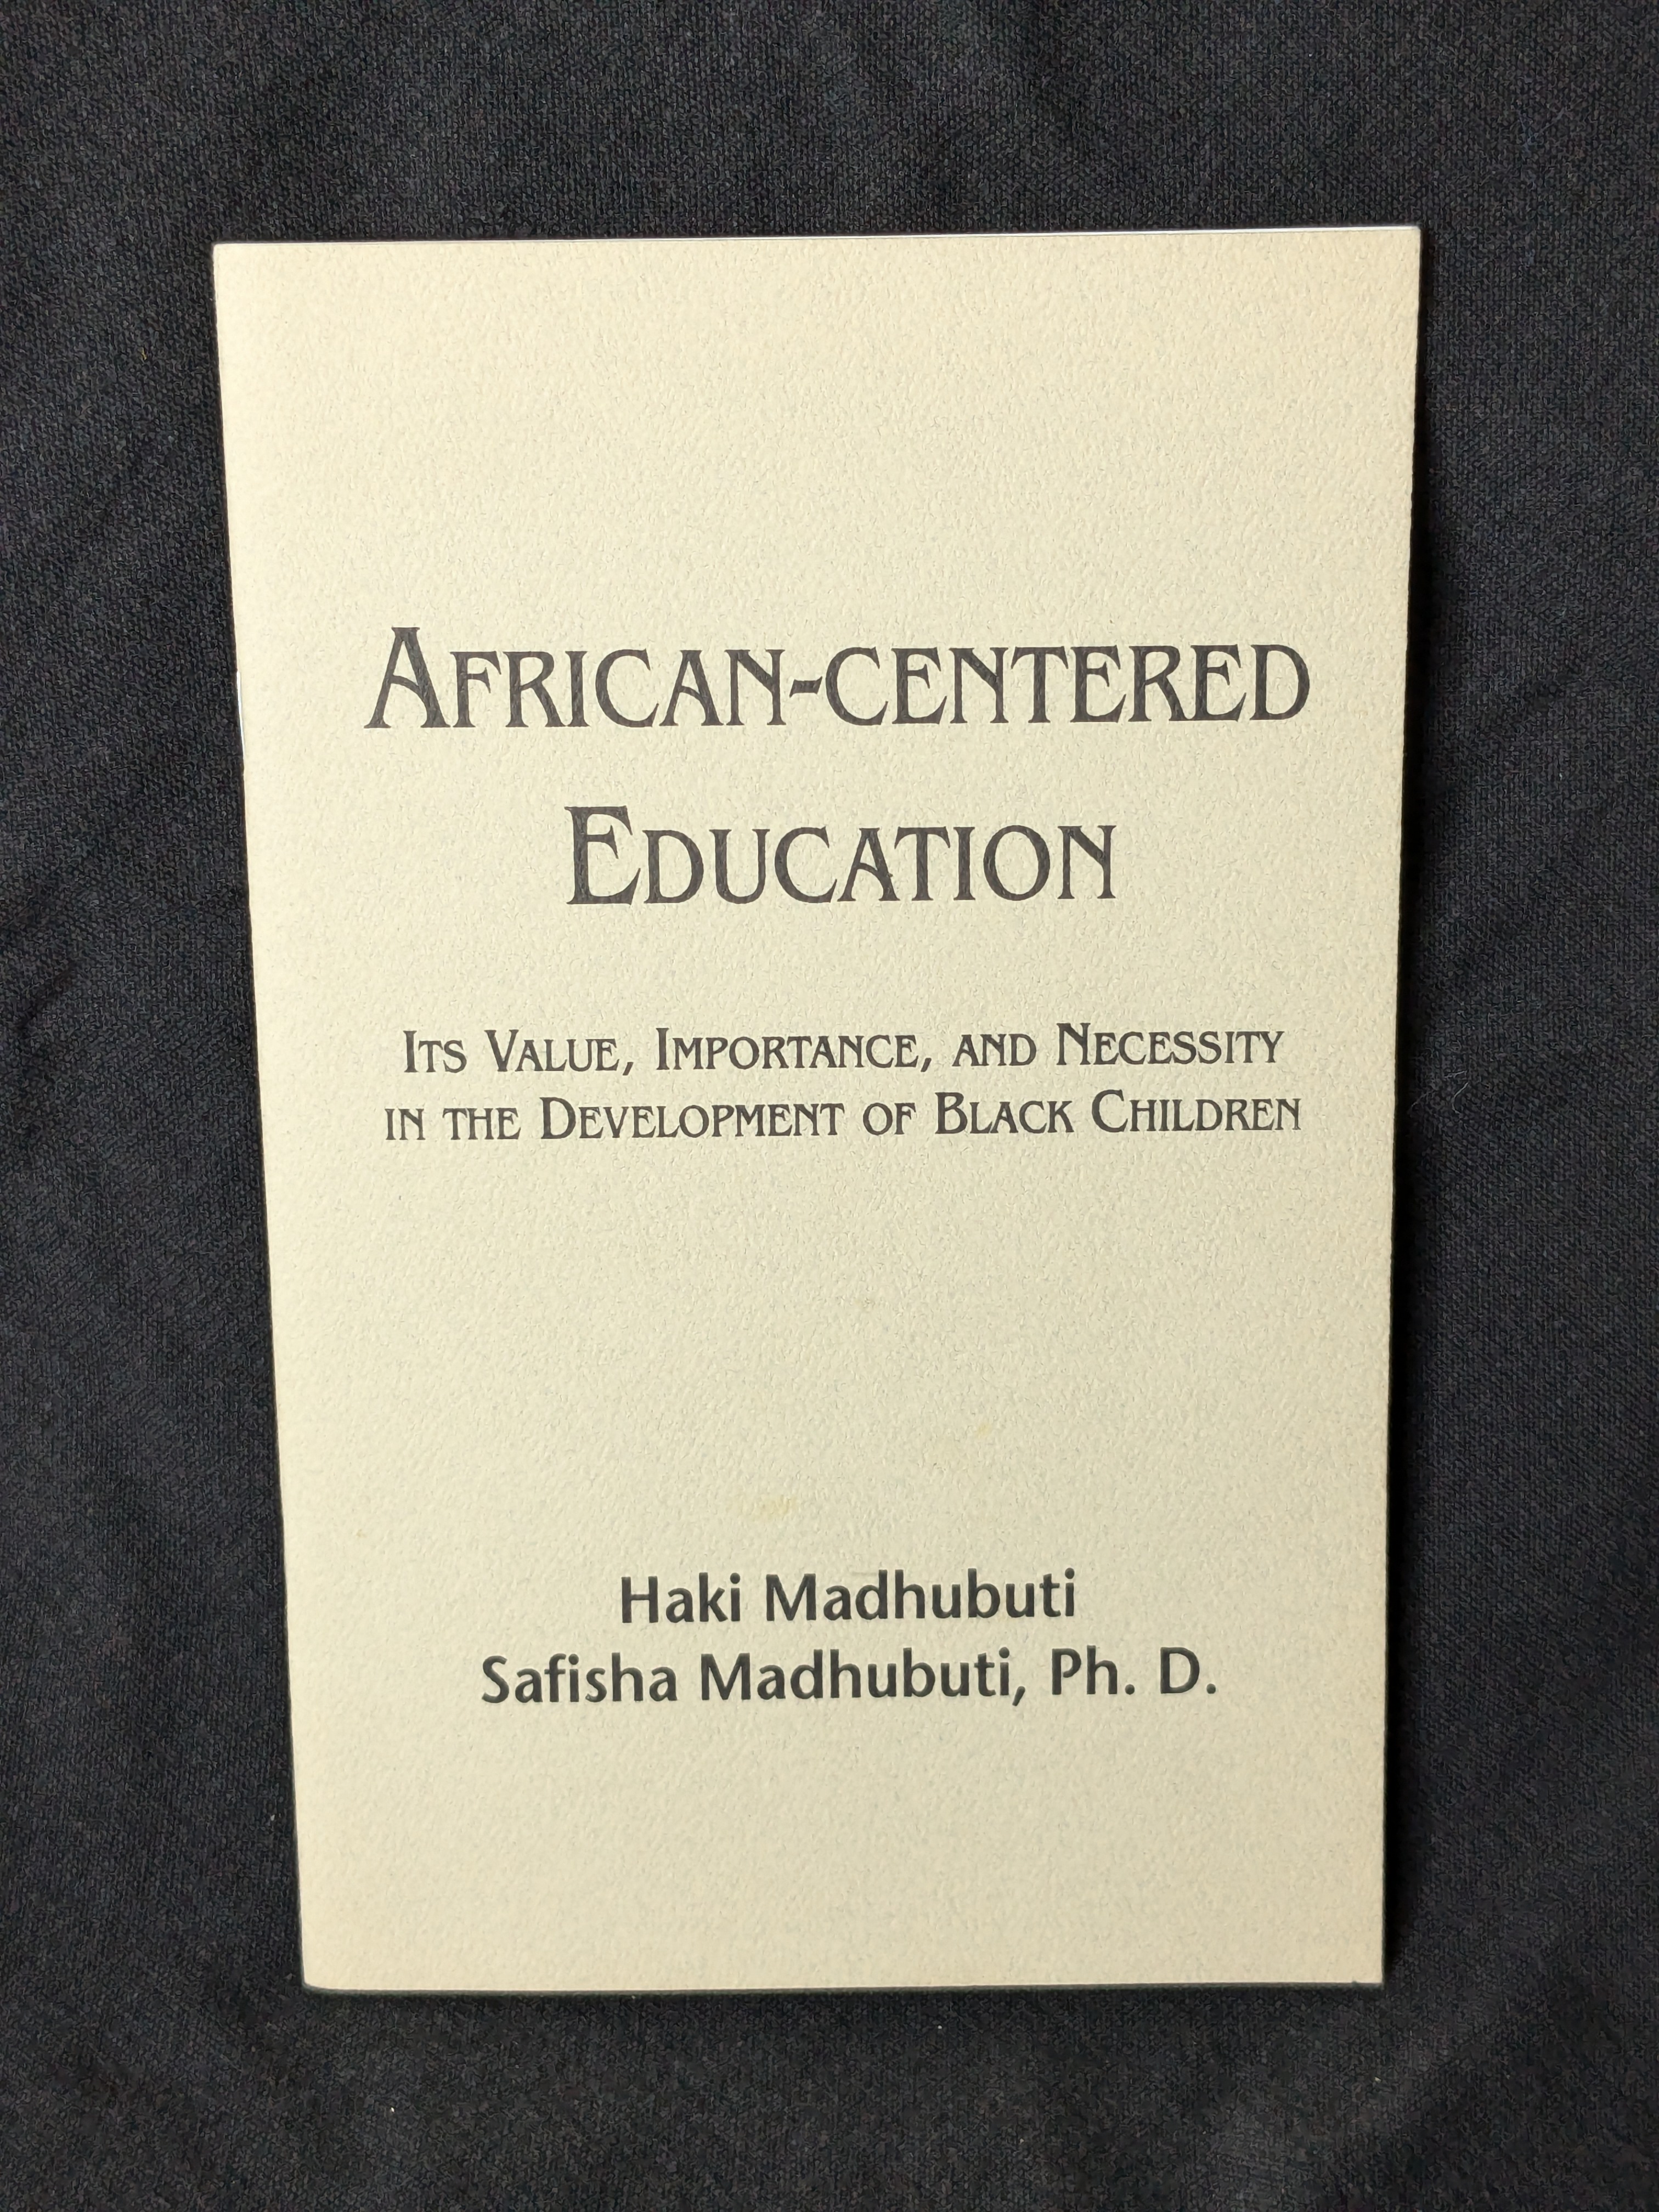 AFRICAN-CENTERED
EDUCATION
ITS VALUE, IMPORTANCE, AND NECESSITY
IN THE DEVELOPMENT OF BLACK CHILDREN
Haki Madhubuti
Safisha Madhubuti, Ph. D.